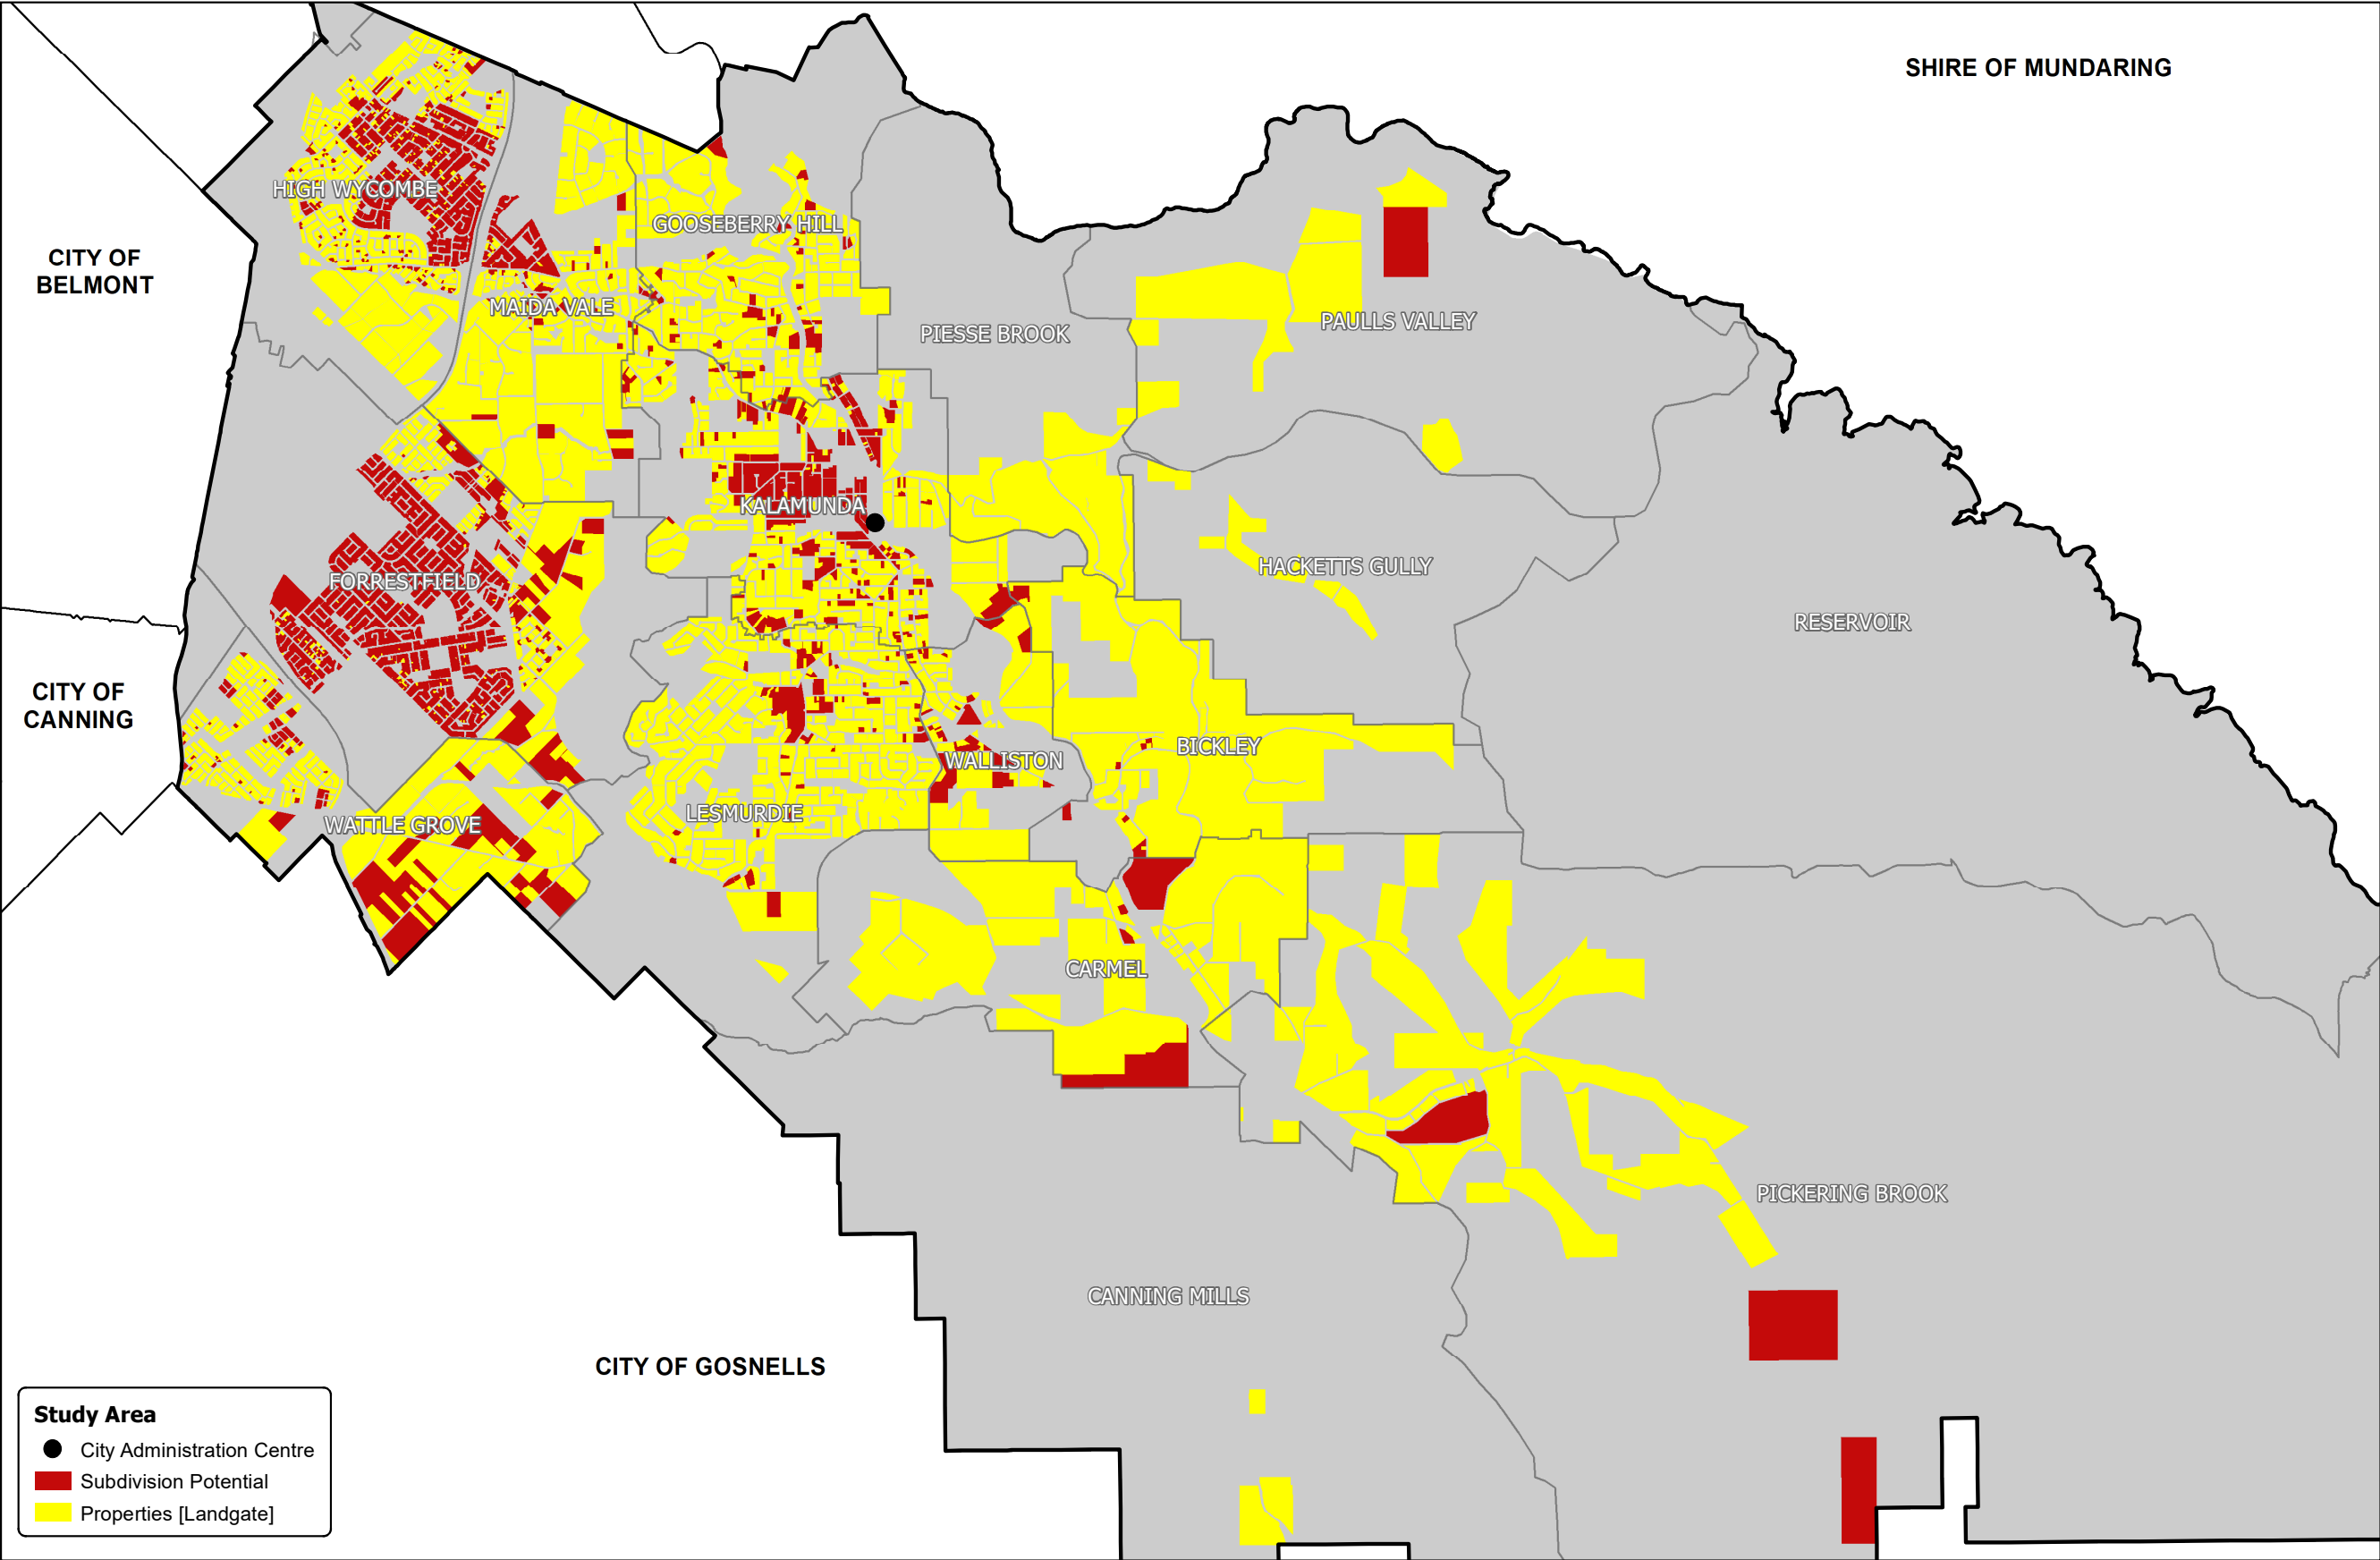 SHIRE OF MUNDARING
HIGH WYCOMBE
GOOSEBERRY HILL
CITY OF
BELMONT
MAIDA VALE
PIESSE BROOK
PAULLS VALLEY
KALAMUNDA
HACKETTS GULLY
FORRESTFIELD
RESERVOIR
CITY OF
CANNING
BICKLEY
WALLISTON
LESMURDIE
WATTLE GROVE
CARMEL
PICKERING BROOK
CANNING MILLS
CITY OF GOSNELLS
Study Area
City Administration Centre
Subdivision Potential
Properties [Landgate]